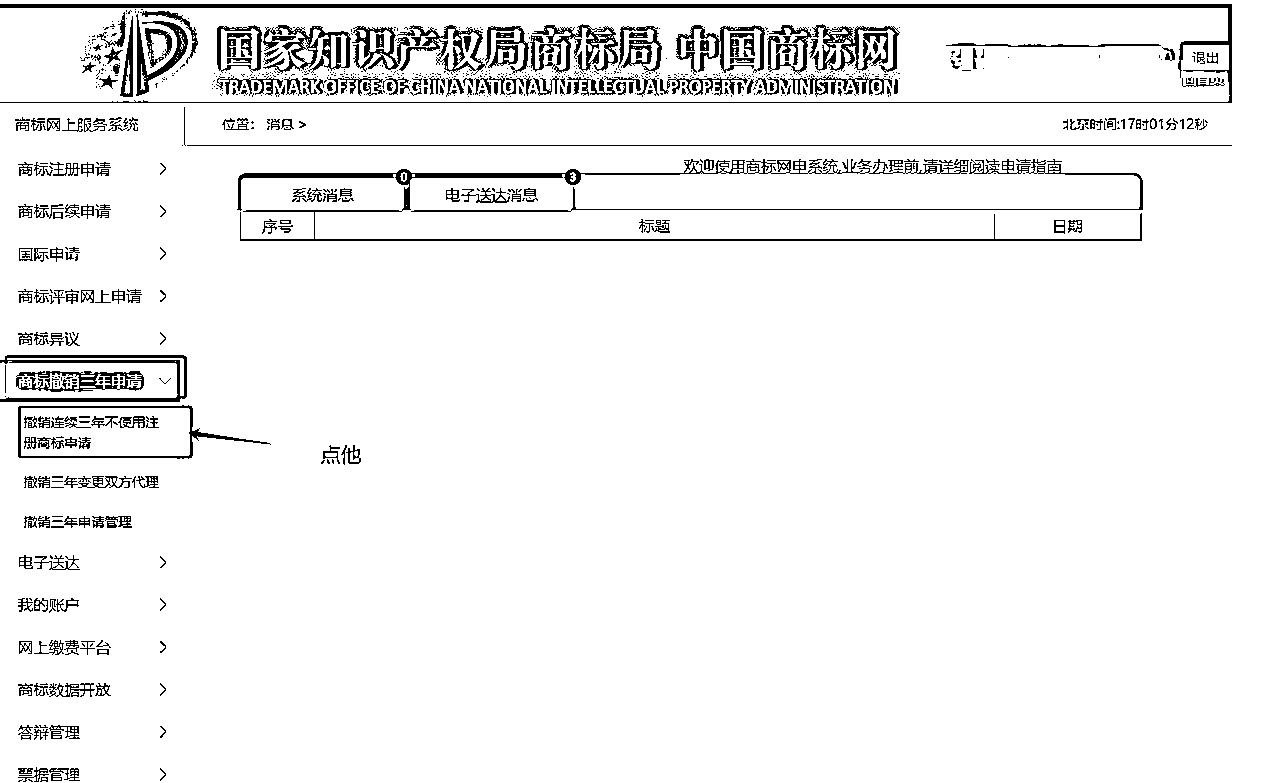 国家知识产权局商标局 中国商标网
TRADEMARK OFFICE OF CHINA NATIONAL INTELLECTUAL PROPERTY ADMINISTRATION
退出
商标网上服务系统
位置： 消息 >
北京时间:17时01分12秒
欢迎使用商标网申系统,业务办理前,请详细阅读申请指南
系统消息 0
电子送达消息 3
序号 标题 日期
商标注册申请
商标后续申请
国际申请
商标评审网上申请
商标异议
商标撤销三年申请
撤销连续三年不使用注
册商标申请
点他
撤销三年变更双方代理
撤销三年申请管理
电子送达
我的账户
网上缴费平台
商标数据开放
答辩管理
票据管理